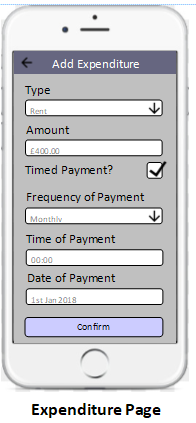 Add Expenditure
Type
Rent
Amount
£400.00
Timed Payment?
Frequency of Payment
Monthly
Time of Payment
00:00
Date of Payment
1st Jan 2018
Confirm
Expenditure Page